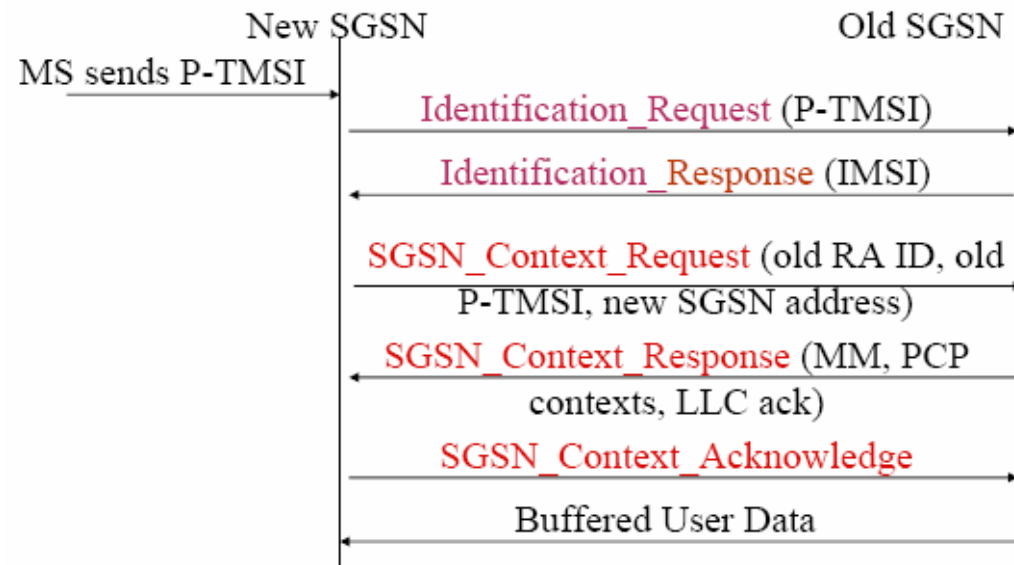 New SGSN Old SGSN
MS sends P-TMSI
Identification_Request (P-TMSI)
Identification_Response (IMSI)
SGSN_Context_Request (old RA ID, old
P-TMSI, new SGSN address)
SGSN_Context_Response (MM, PCP
contexts, LLC ack)
SGSN_Context_Acknowledge
Buffered User Data